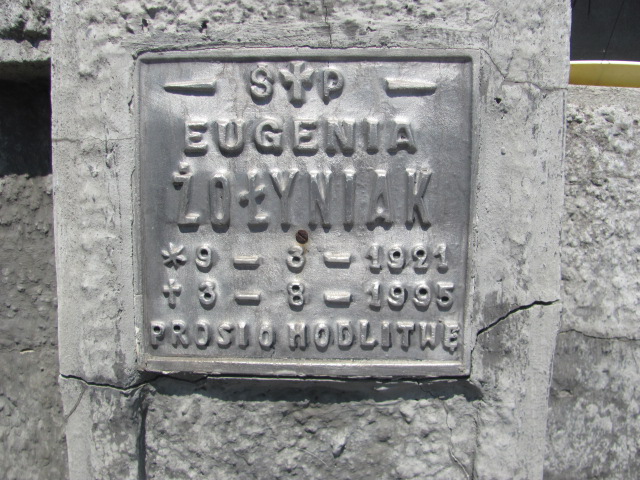 — Ś✝P —
EUGENIA
ŻOŁYNIAK
* 9 – 3 – 1921
✝ 3 – 8 – 1995
PROSI O MODLITWĘ